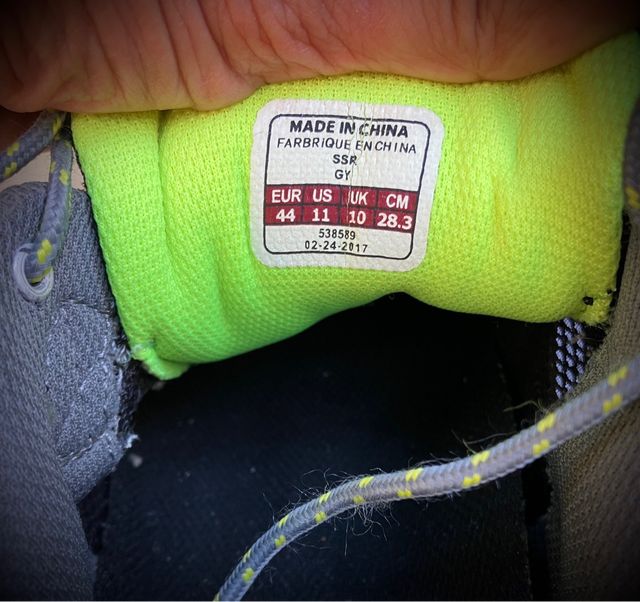 MADE IN CHINA
FARBRIQUE EN CHINA
SSR
GY
EUR US UK CM
44 11 10 28.3
538589
02-24-2017